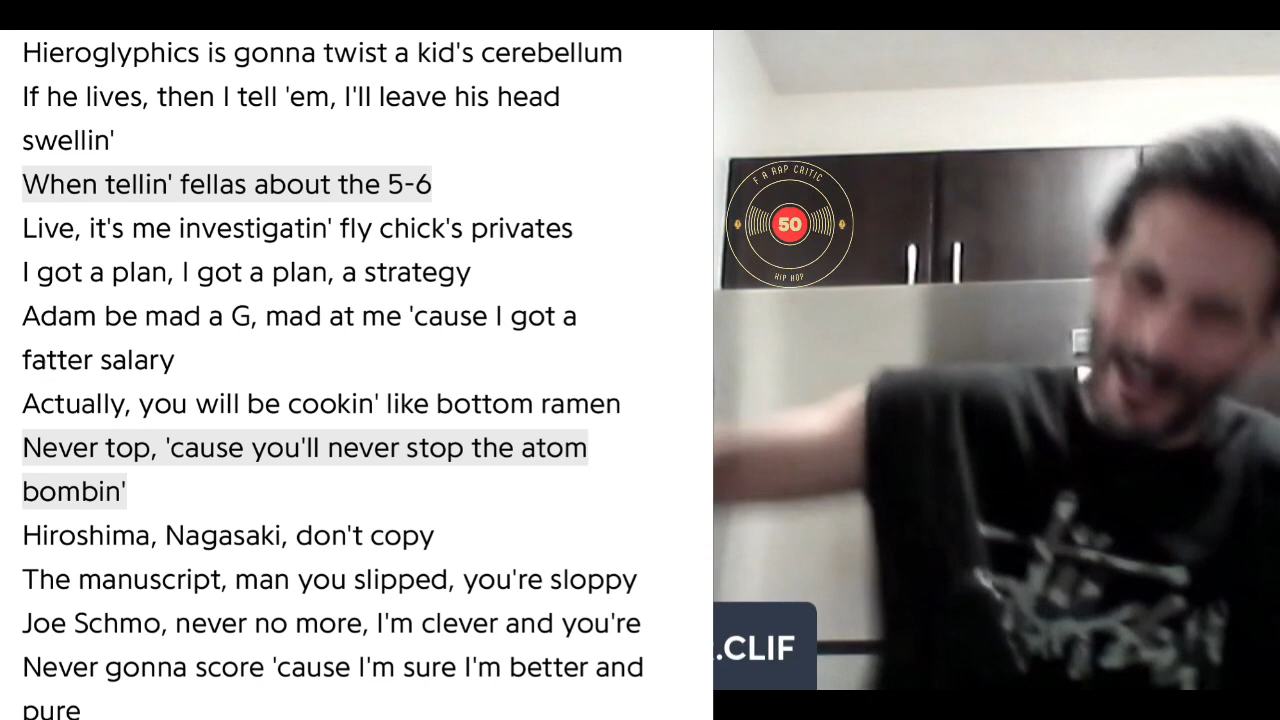 Hieroglyphics is gonna twist a kid's cerebellum
If he lives, then I tell 'em, I'll leave his head
swellin'
When tellin' fellas about the 5-6
Live, it's me investigatin' fly chick's privates
I got a plan, I got a plan, a strategy
Adam be mad a G, mad at me 'cause I got a
fatter salary
Actually, you will be cookin' like bottom ramen
Never top, 'cause you'll never stop the atom
bombin'
Hiroshima, Nagasaki, don't copy
The manuscript, man you slipped, you're sloppy
Joe Schmo, never no more, I'm clever and you're
Never gonna score 'cause I'm sure I'm better and
pure
F A RAP CRITIC
50
HIP HOP
.CLIF